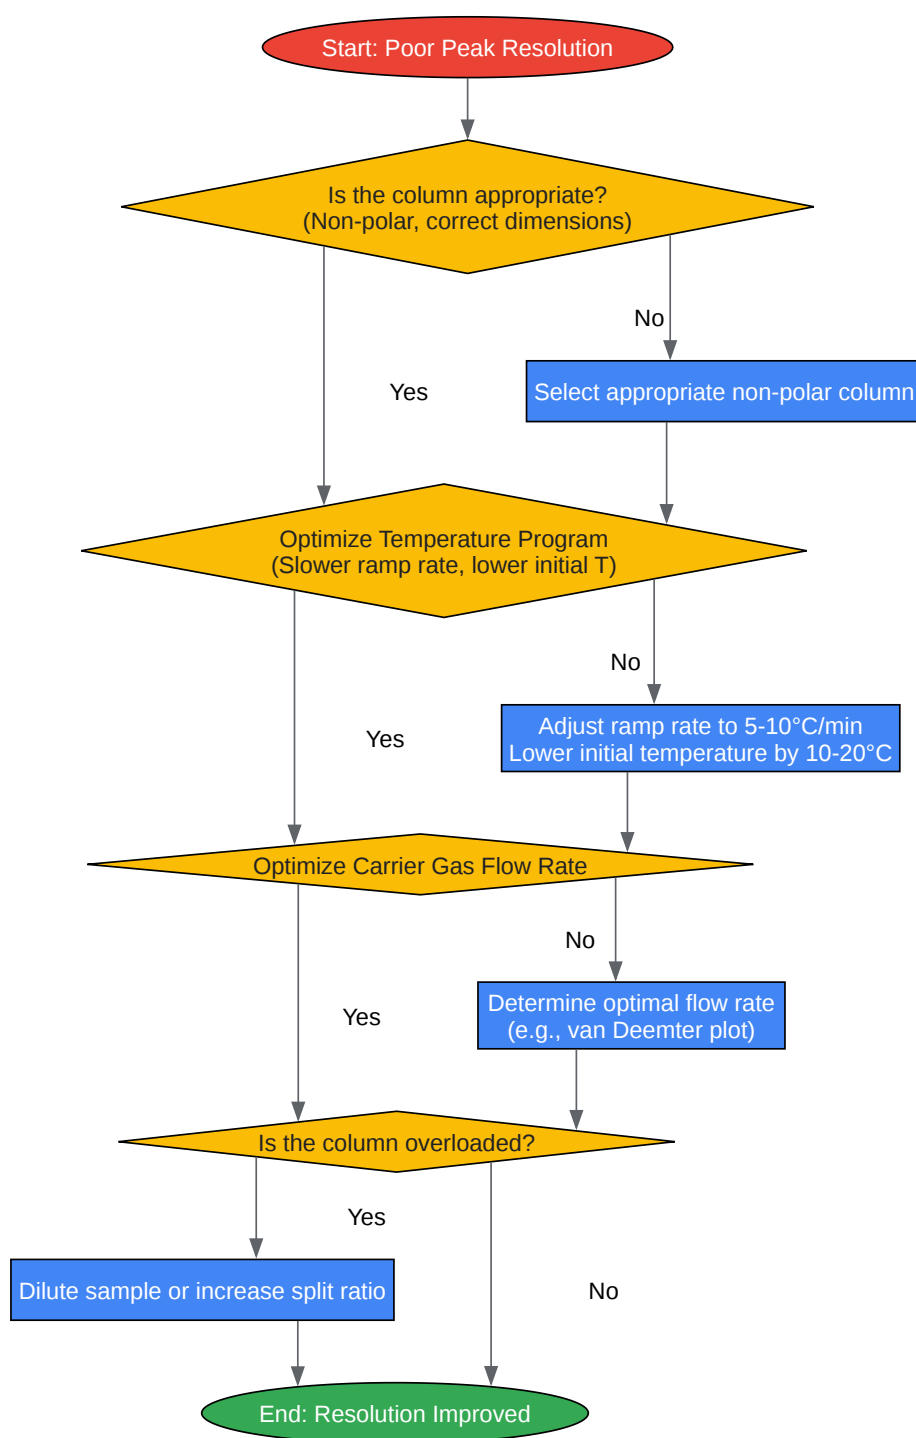 Start: Poor Peak Resolution
Is the column appropriate?
(Non-polar, correct dimensions)
No
Yes
Select appropriate non-polar column
Optimize Temperature Program
(Slower ramp rate, lower initial T)
No
Yes
Adjust ramp rate to 5-10°C/min
Lower initial temperature by 10-20°C
Optimize Carrier Gas Flow Rate
No
Yes
Determine optimal flow rate
(e.g., van Deemter plot)
Is the column overloaded?
Yes
Dilute sample or increase split ratio
No
End: Resolution Improved